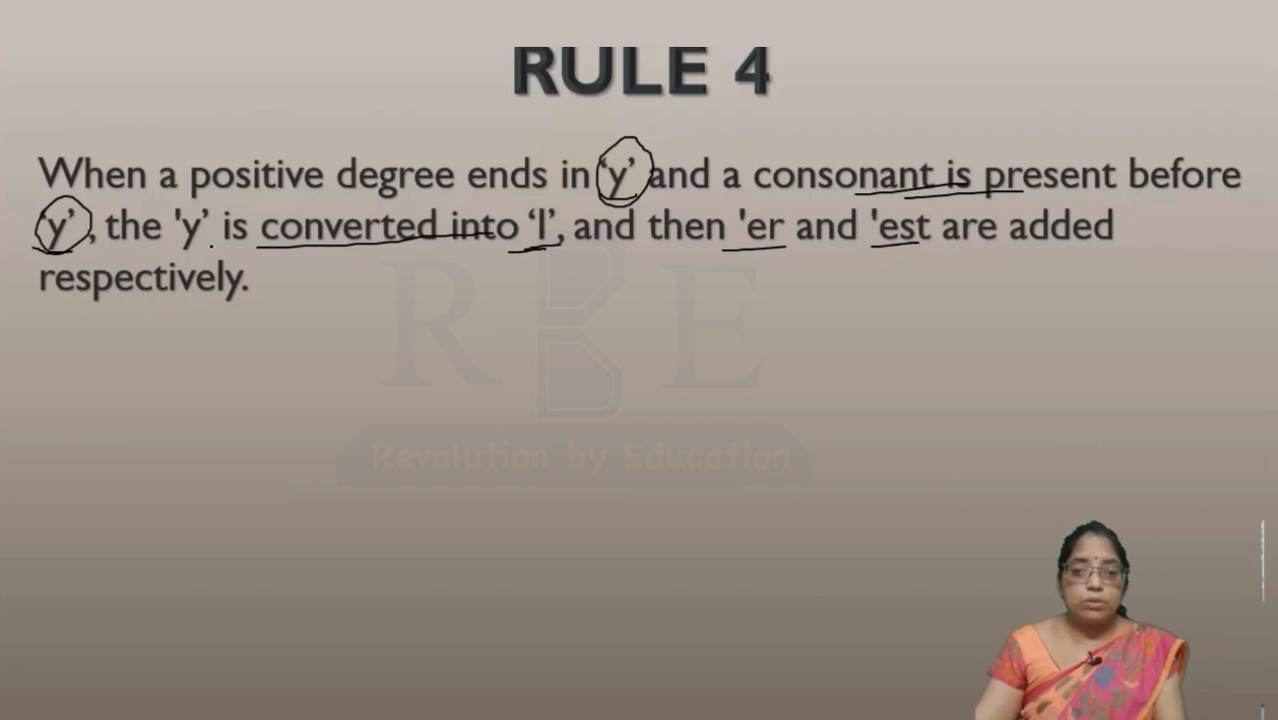 RULE 4
When a positive degree ends in ‘y’ and a consonant is present before
‘y’, the 'y’ is converted into ‘I’, and then 'er and 'est are added
respectively.
R B E
Revolution by Education